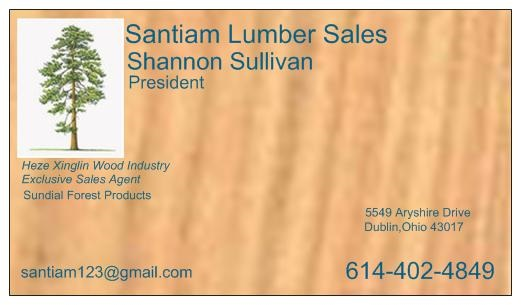 Santiam Lumber Sales
Shannon Sullivan
President
Heze Xinglin Wood Industry
Exclusive Sales Agent
Sundial Forest Products
5549 Aryshire Drive
Dublin,Ohio 43017
santiam123@gmail.com
614-402-4849